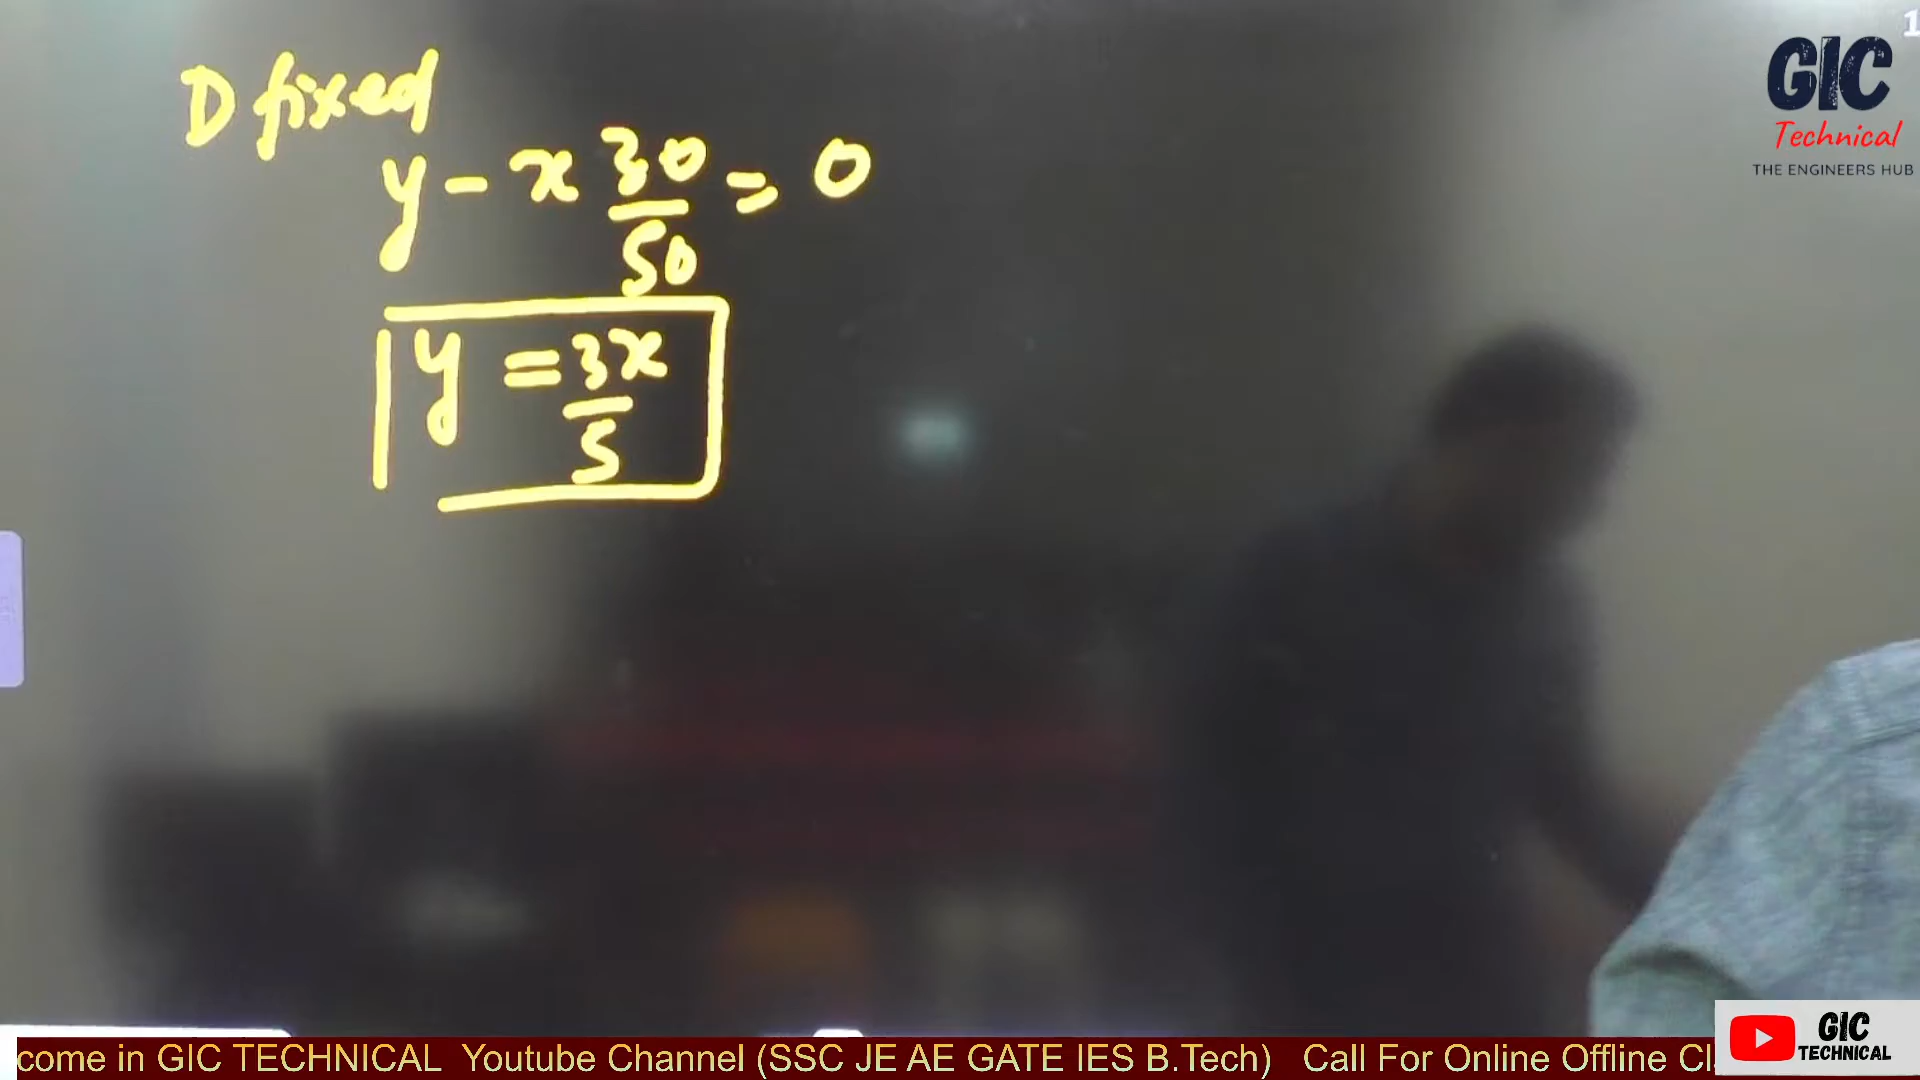 D fixed
y - x 30/50 = 0
y = 3x/5
1
GIC
Technical
THE ENGINEERS HUB
come in GIC TECHNICAL Youtube Channel (SSC JE AE GATE IES B.Tech) Call For Online Offline Cl
GIC
TECHNICAL